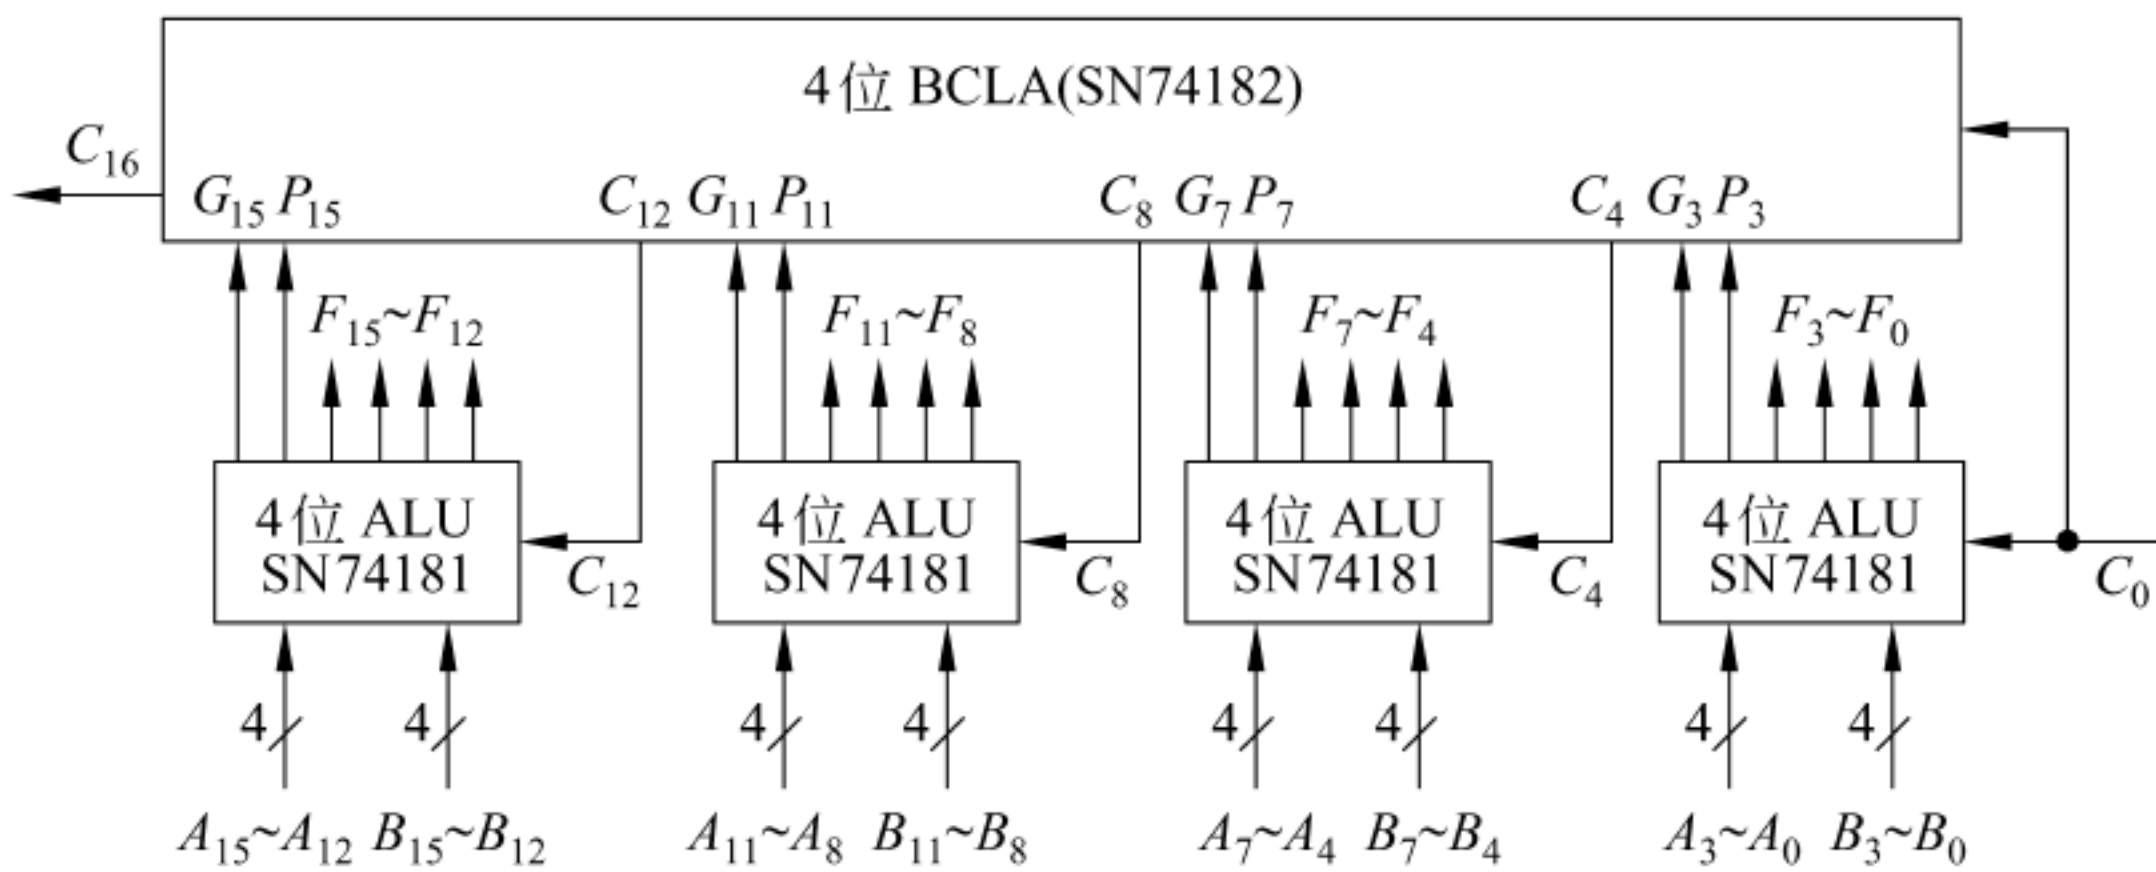 4位 BCLA(SN74182)
C16
G15 P15 C12 G11 P11 C8 G7 P7 C4 G3 P3
F15~F12 F11~F8 F7~F4 F3~F0
4位 ALU 4位 ALU 4位 ALU 4位 ALU
SN74181 SN74181 SN74181 SN74181
C12 C8 C4 C0
4 4 4 4 4 4 4 4
A15~A12 B15~B12 A11~A8 B11~B8 A7~A4 B7~B4 A3~A0 B3~B0